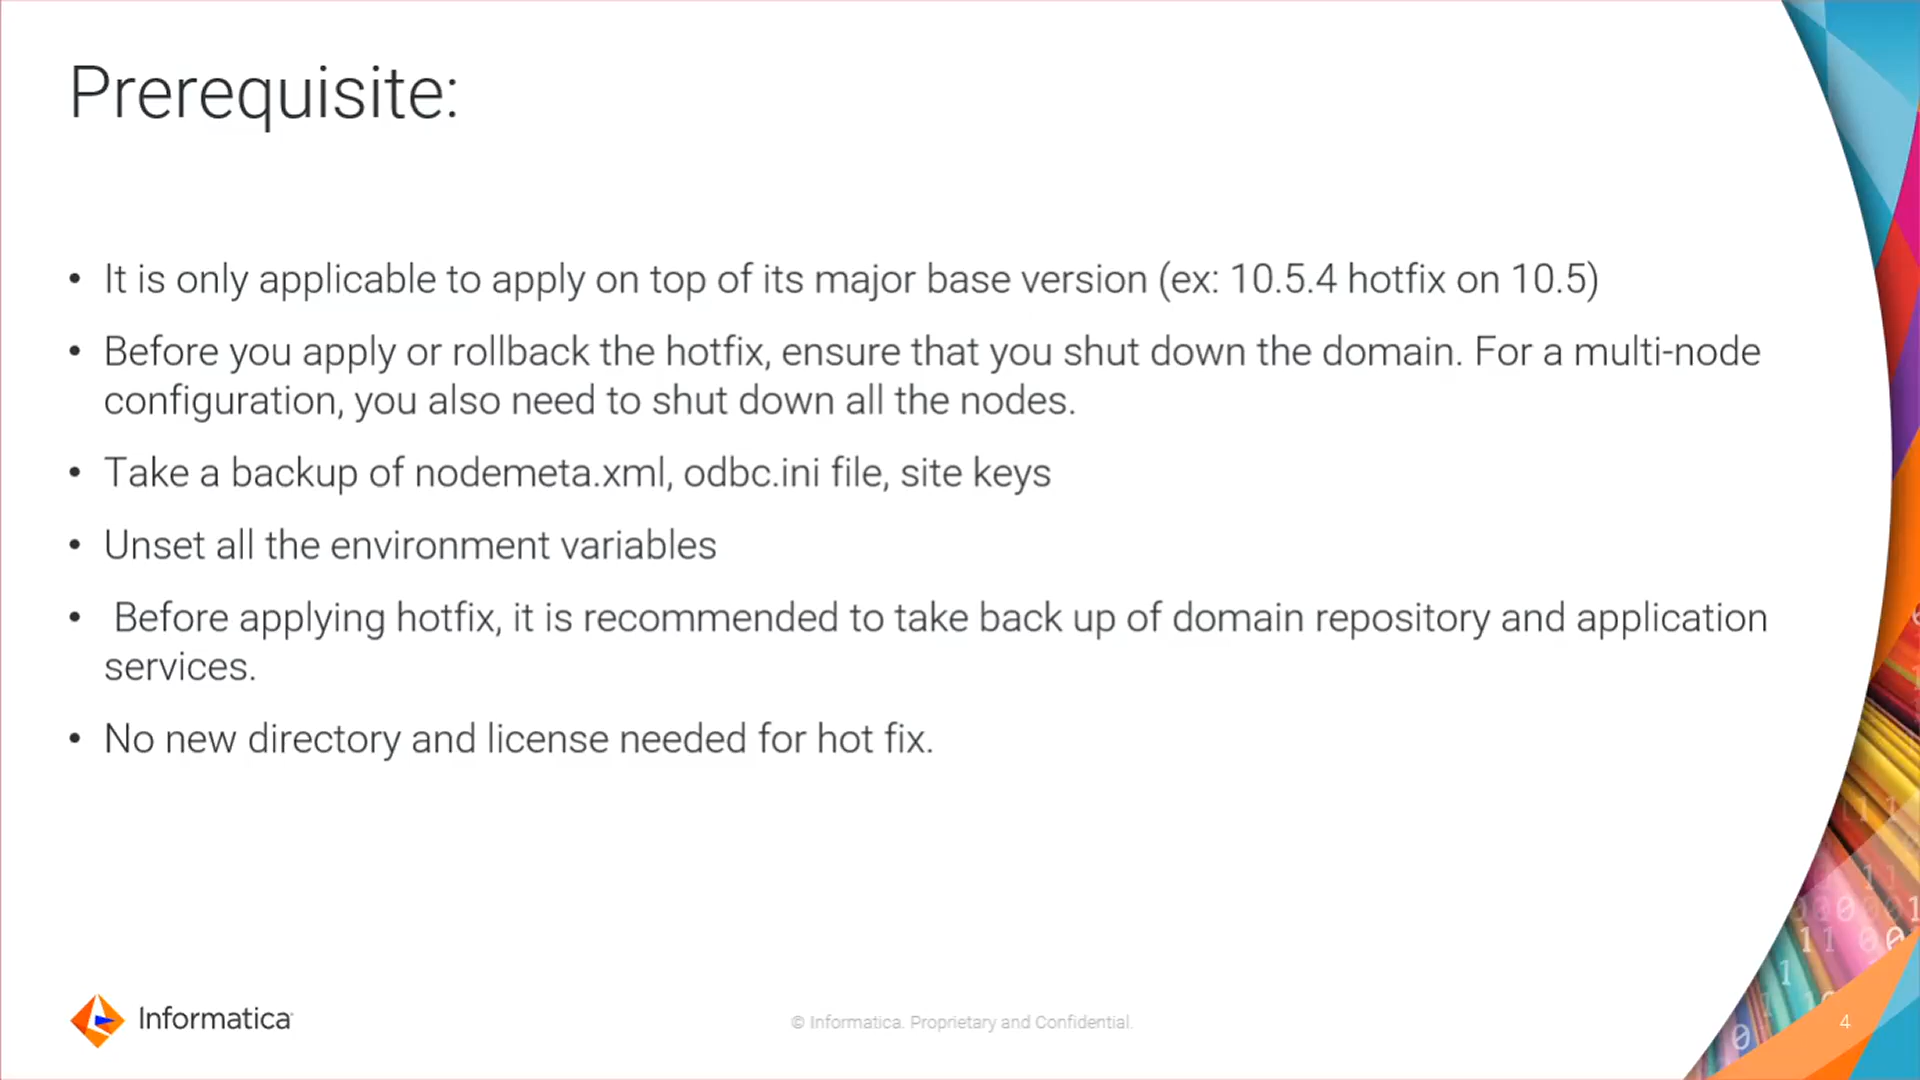 Prerequisite:
• It is only applicable to apply on top of its major base version (ex: 10.5.4 hotfix on 10.5)
• Before you apply or rollback the hotfix, ensure that you shut down the domain. For a multi-node
configuration, you also need to shut down all the nodes.
• Take a backup of nodemeta.xml, odbc.ini file, site keys
• Unset all the environment variables
• Before applying hotfix, it is recommended to take back up of domain repository and application
services.
• No new directory and license needed for hot fix.
Informatica
© Informatica. Proprietary and Confidential.
4